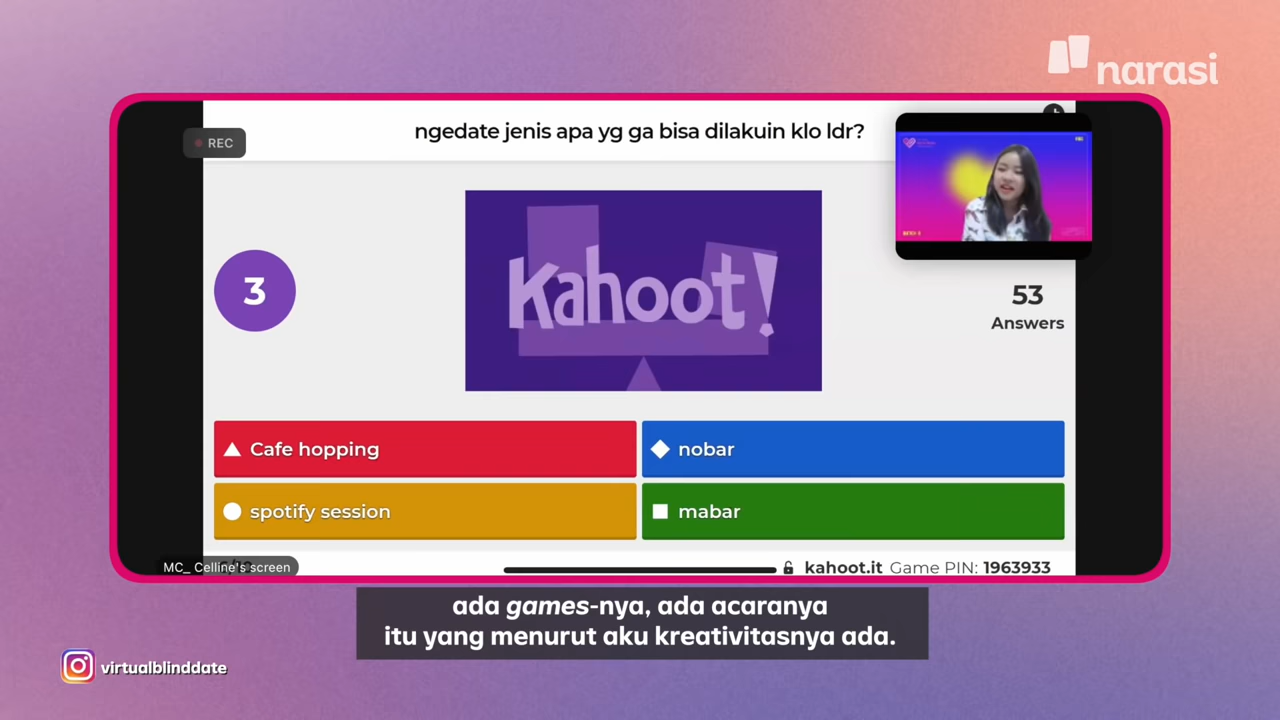 narasi
REC
ngedate jenis apa yg ga bisa dilakuin klo ldr?
3
Kahoot!
53
Answers
Cafe hopping
nobar
spotify session
mabar
MC_ Celline's screen
kahoot.it Game PIN: 1963933
ada games-nya, ada acaranya
itu yang menurut aku kreativitasnya ada.
virtualblinddate